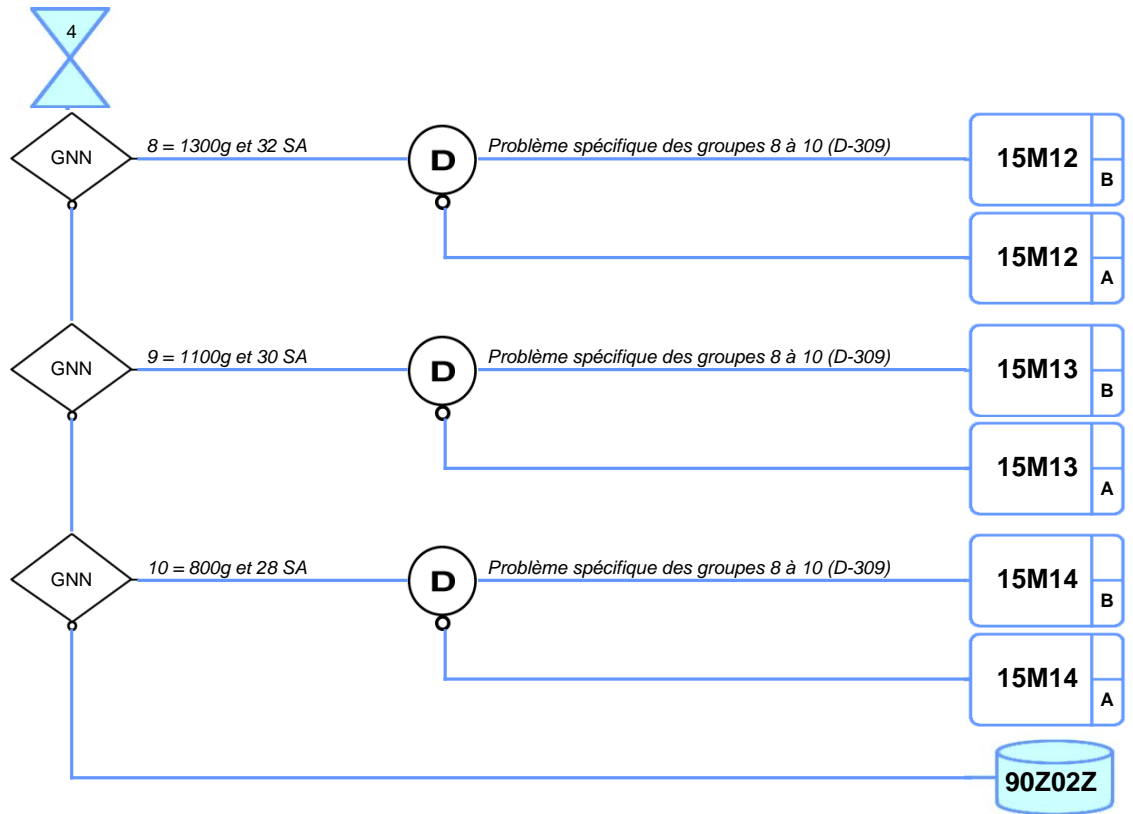 4
GNN
8 = 1300g et 32 SA
D
Problème spécifique des groupes 8 à 10 (D-309)
15M12
B
15M12
A
GNN
9 = 1100g et 30 SA
D
Problème spécifique des groupes 8 à 10 (D-309)
15M13
B
15M13
A
GNN
10 = 800g et 28 SA
D
Problème spécifique des groupes 8 à 10 (D-309)
15M14
B
15M14
A
90Z02Z